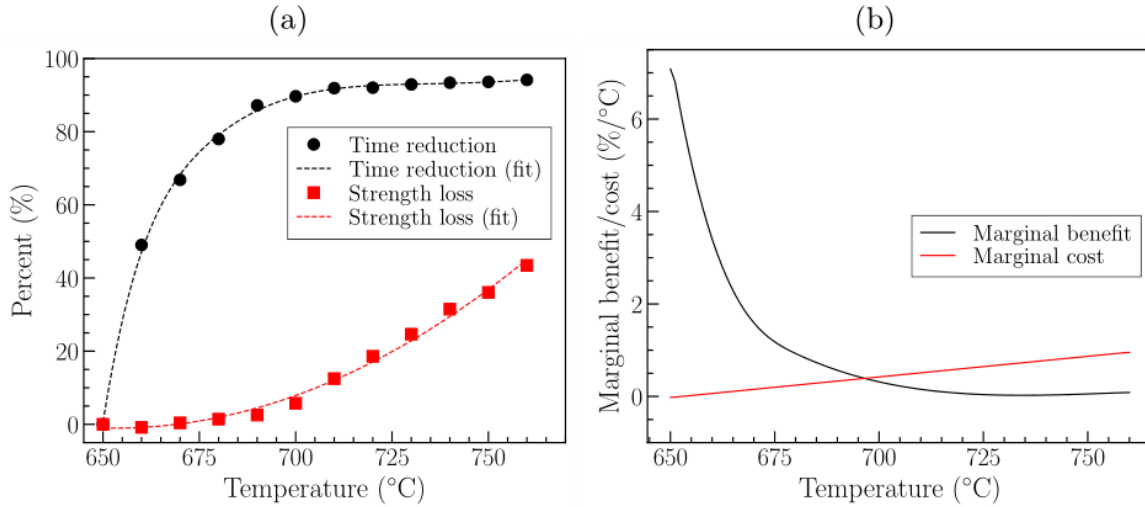 (a)
100
80
60
40
20
0
Percent (%)
650
675
700
725
750
Temperature (°C)
Time reduction
Time reduction (fit)
Strength loss
Strength loss (fit)
(b)
6
4
2
0
Marginal benefit/cost (%/°C)
650
675
700
725
750
Temperature (°C)
Marginal benefit
Marginal cost